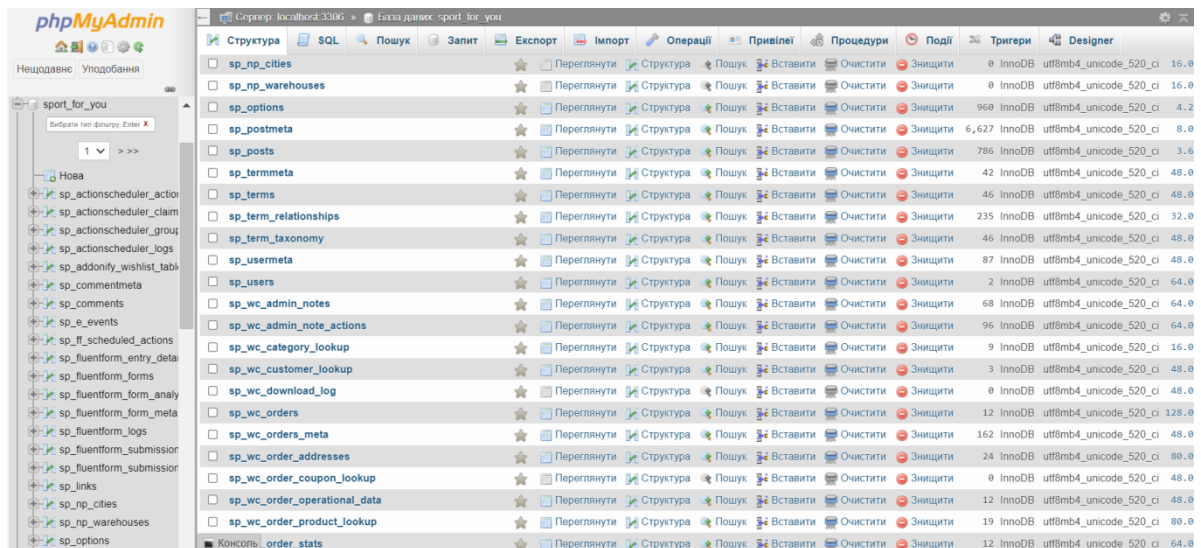 phpMyAdmin
Нещодавнє Уподобання
sport_for_you
Вибрати тип фільтру, Enter X
1 > >>
Нова
sp_actionscheduler_action
sp_actionscheduler_claim
sp_actionscheduler_group
sp_actionscheduler_logs
sp_addonify_wishlist_table
sp_commentmeta
sp_comments
sp_e_events
sp_ff_scheduled_actions
sp_fluentform_entry_detai
sp_fluentform_forms
sp_fluentform_form_analy
sp_fluentform_form_meta
sp_fluentform_logs
sp_fluentform_submission
sp_fluentform_submission
sp_links
sp_np_cities
sp_np_warehouses
sp_options
Сервер: localhost:3306 » База даних: sport_for_you
Структура SQL Пошук Запит Експорт Імпорт Операції Привілеї Процедури Події Тригери Designer
sp_np_cities Переглянути Структура Пошук Вставити Очистити Знищити 0 InnoDB utf8mb4_unicode_520_ci 16.0
sp_np_warehouses Переглянути Структура Пошук Вставити Очистити Знищити 0 InnoDB utf8mb4_unicode_520_ci 16.0
sp_options Переглянути Структура Пошук Вставити Очистити Знищити 960 InnoDB utf8mb4_unicode_520_ci 4.2
sp_postmeta Переглянути Структура Пошук Вставити Очистити Знищити 6,627 InnoDB utf8mb4_unicode_520_ci 8.0
sp_posts Переглянути Структура Пошук Вставити Очистити Знищити 786 InnoDB utf8mb4_unicode_520_ci 3.6
sp_termmeta Переглянути Структура Пошук Вставити Очистити Знищити 42 InnoDB utf8mb4_unicode_520_ci 48.0
sp_terms Переглянути Структура Пошук Вставити Очистити Знищити 46 InnoDB utf8mb4_unicode_520_ci 48.0
sp_term_relationships Переглянути Структура Пошук Вставити Очистити Знищити 235 InnoDB utf8mb4_unicode_520_ci 32.0
sp_term_taxonomy Переглянути Структура Пошук Вставити Очистити Знищити 46 InnoDB utf8mb4_unicode_520_ci 48.0
sp_usermeta Переглянути Структура Пошук Вставити Очистити Знищити 87 InnoDB utf8mb4_unicode_520_ci 48.0
sp_users Переглянути Структура Пошук Вставити Очистити Знищити 2 InnoDB utf8mb4_unicode_520_ci 64.0
sp_wc_admin_notes Переглянути Структура Пошук Вставити Очистити Знищити 68 InnoDB utf8mb4_unicode_520_ci 64.0
sp_wc_admin_note_actions Переглянути Структура Пошук Вставити Очистити Знищити 96 InnoDB utf8mb4_unicode_520_ci 64.0
sp_wc_category_lookup Переглянути Структура Пошук Вставити Очистити Знищити 9 InnoDB utf8mb4_unicode_520_ci 16.0
sp_wc_customer_lookup Переглянути Структура Пошук Вставити Очистити Знищити 3 InnoDB utf8mb4_unicode_520_ci 48.0
sp_wc_download_log Переглянути Структура Пошук Вставити Очистити Знищити 0 InnoDB utf8mb4_unicode_520_ci 48.0
sp_wc_orders Переглянути Структура Пошук Вставити Очистити Знищити 12 InnoDB utf8mb4_unicode_520_ci 128.0
sp_wc_orders_meta Переглянути Структура Пошук Вставити Очистити Знищити 162 InnoDB utf8mb4_unicode_520_ci 48.0
sp_wc_order_addresses Переглянути Структура Пошук Вставити Очистити Знищити 24 InnoDB utf8mb4_unicode_520_ci 80.0
sp_wc_order_coupon_lookup Переглянути Структура Пошук Вставити Очистити Знищити 0 InnoDB utf8mb4_unicode_520_ci 48.0
sp_wc_order_operational_data Переглянути Структура Пошук Вставити Очистити Знищити 12 InnoDB utf8mb4_unicode_520_ci 48.0
sp_wc_order_product_lookup Переглянути Структура Пошук Вставити Очистити Знищити 19 InnoDB utf8mb4_unicode_520_ci 80.0
Консоль order_stats Переглянути Структура Пошук Вставити Очистити Знищити 12 InnoDB utf8mb4_unicode_520_ci 64.0